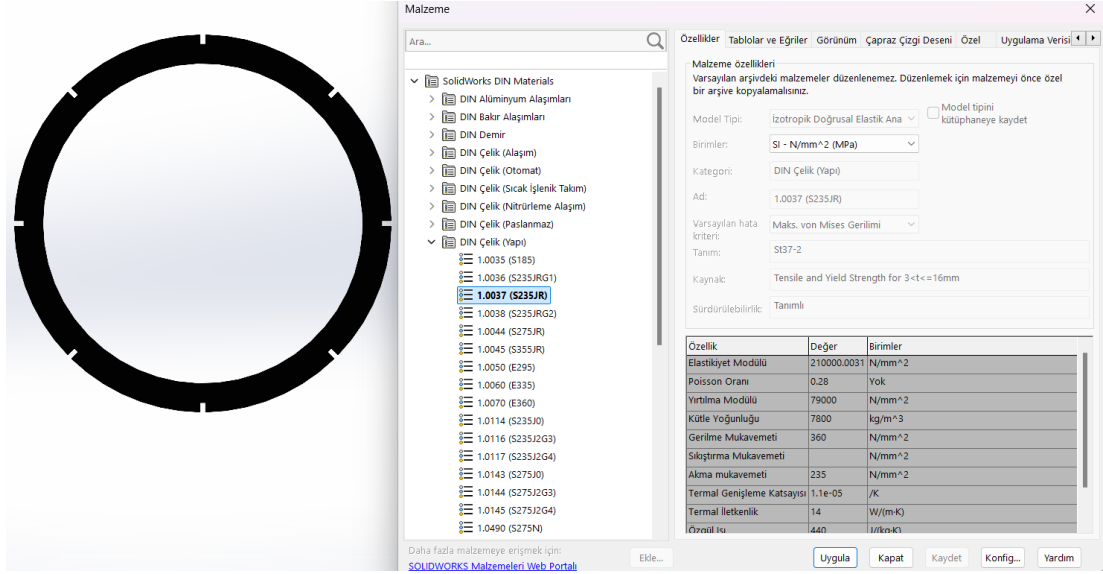 Malzeme
Ara...
SolidWorks DIN Materials
DIN Alüminyum Alaşımları
DIN Bakır Alaşımları
DIN Demir
DIN Çelik (Alaşım)
DIN Çelik (Otomat)
DIN Çelik (Sıcak İşlenik Takım)
DIN Çelik (Nitrürleme Alaşım)
DIN Çelik (Paslanmaz)
DIN Çelik (Yapı)
1.0035 (S185)
1.0036 (S235JRG1)
1.0037 (S235JR)
1.0038 (S235JRG2)
1.0044 (S275JR)
1.0045 (S355JR)
1.0050 (E295)
1.0060 (E335)
1.0070 (E360)
1.0114 (S235J0)
1.0116 (S235J2G3)
1.0117 (S235J2G4)
1.0143 (S275J0)
1.0144 (S275J2G3)
1.0145 (S275J2G4)
1.0490 (S275N)
Daha fazla malzemeye erişmek için:
SOLIDWORKS Malzemeleri Web Portalı
Ekle...
Özellikler Tablolar ve Eğriler Görünüm Çapraz Çizgi Deseni Özel Uygulama Verisi
Malzeme özellikleri
Varsayılan arşivdeki malzemeler düzenlenemez. Düzenlemek için malzemeyi önce özel
bir arşive kopyalamalısınız.
Model Tipi: İzotropik Doğrusal Elastik Ana
Model tipini
kütüphaneye kaydet
Birimler: SI - N/mm^2 (MPa)
Kategori: DIN Çelik (Yapı)
Ad: 1.0037 (S235JR)
Varsayılan hata
kriteri: Maks. von Mises Gerilimi
Tanım: St37-2
Kaynak: Tensile and Yield Strength for 3<t<=16mm
Sürdürülebilirlik: Tanımlı
Özellik Değer Birimler
Elastikiyet Modülü 210000.0031 N/mm^2
Poisson Oranı 0.28 Yok
Yırtılma Modülü 79000 N/mm^2
Kütle Yoğunluğu 7800 kg/m^3
Gerilme Mukavemeti 360 N/mm^2
Sıkıştırma Mukavemeti N/mm^2
Akma mukavemeti 235 N/mm^2
Termal Genişleme Katsayısı 1.1e-05 /K
Termal İletkenlik 14 W/(m·K)
Özgül Isı 440 J/(kg·K)
Uygula Kapat Kaydet Konfig... Yardım